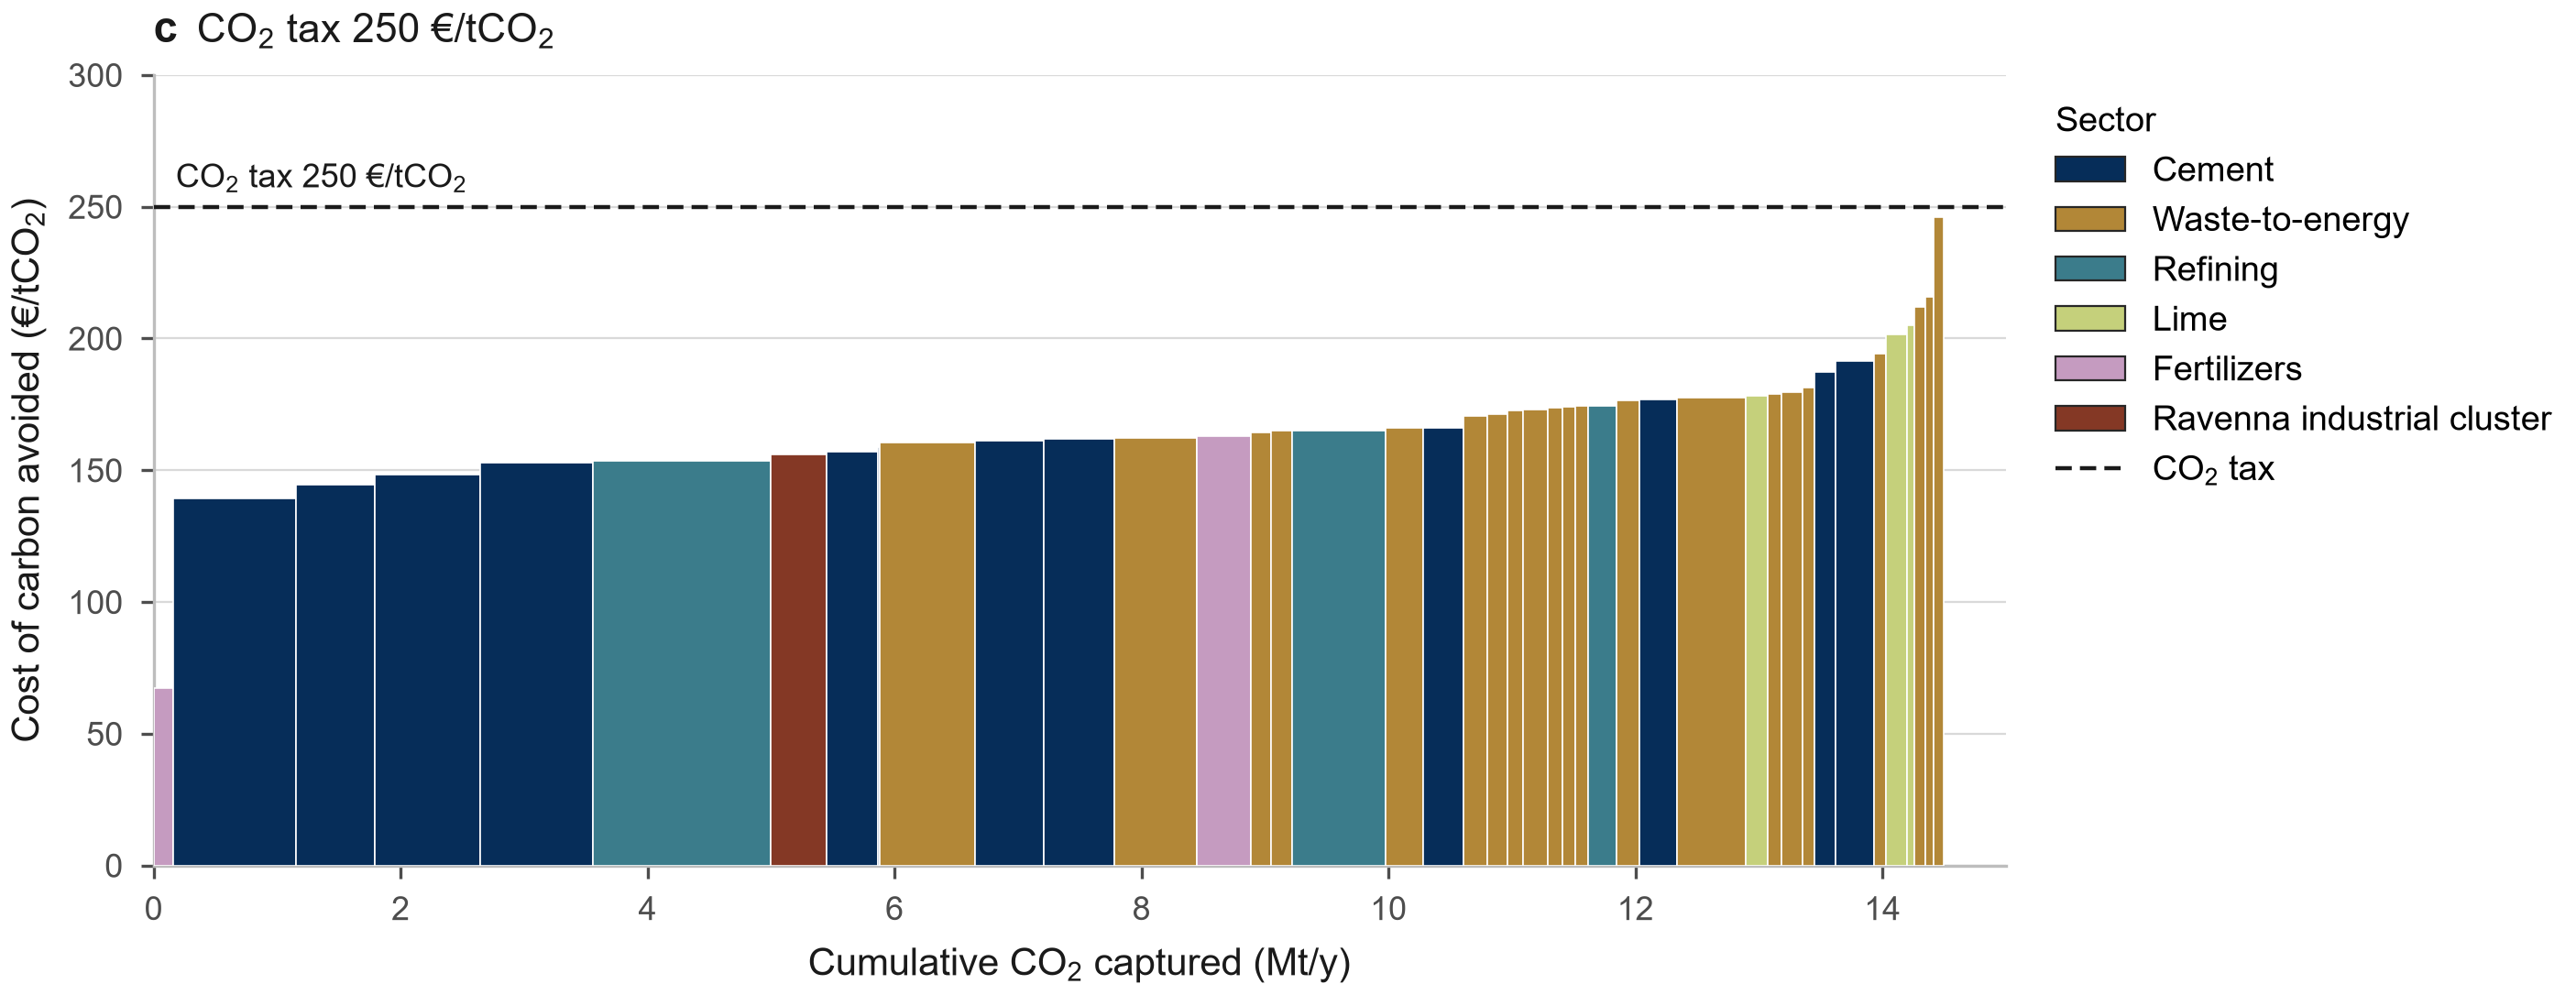 c CO₂ tax 250 €/tCO₂
300
250
200
150
100
50
0
Cost of carbon avoided (€/tCO₂)
CO₂ tax 250 €/tCO₂
0 2 4 6 8 10 12 14
Cumulative CO₂ captured (Mt/y)
Sector
Cement
Waste-to-energy
Refining
Lime
Fertilizers
Ravenna industrial cluster
CO₂ tax